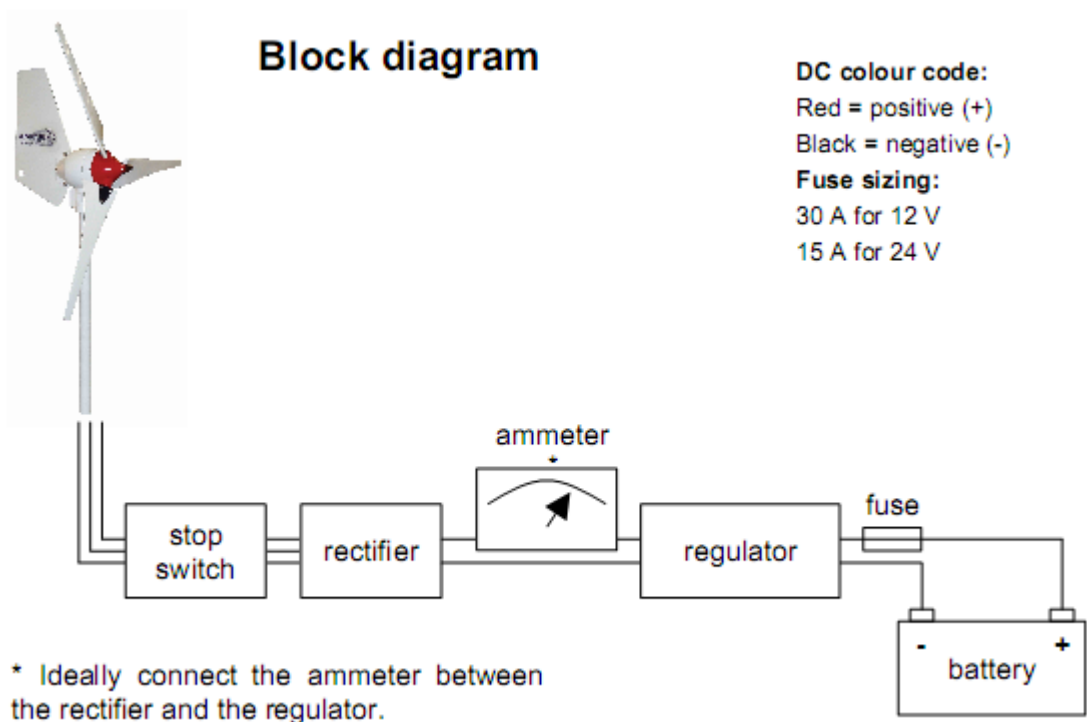 Block diagram
DC colour code:
Red = positive (+)
Black = negative (-)
Fuse sizing:
30 A for 12 V
15 A for 24 V
ammeter
*
fuse
stop
switch
rectifier
regulator
- +
battery
* Ideally connect the ammeter between
the rectifier and the regulator.